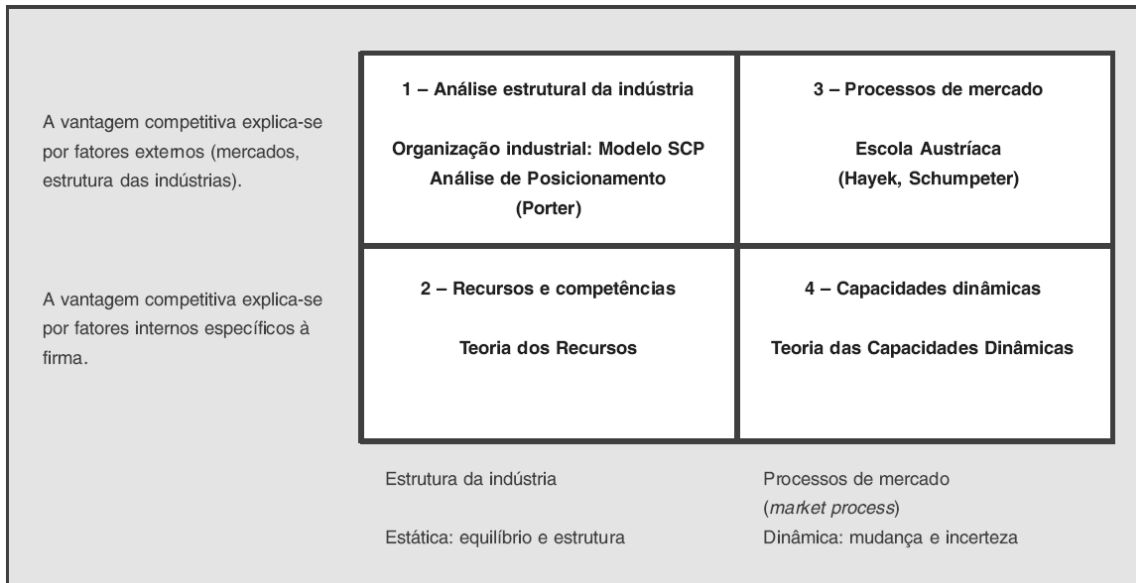 A vantagem competitiva explica-se
por fatores externos (mercados,
estrutura das indústrias).
1 – Análise estrutural da indústria
Organização industrial: Modelo SCP
Análise de Posicionamento
(Porter)
3 – Processos de mercado
Escola Austríaca
(Hayek, Schumpeter)
A vantagem competitiva explica-se
por fatores internos específicos à
firma.
2 – Recursos e competências
Teoria dos Recursos
4 – Capacidades dinâmicas
Teoria das Capacidades Dinâmicas
Estrutura da indústria
Estática: equilíbrio e estrutura
Processos de mercado
(market process)
Dinâmica: mudança e incerteza